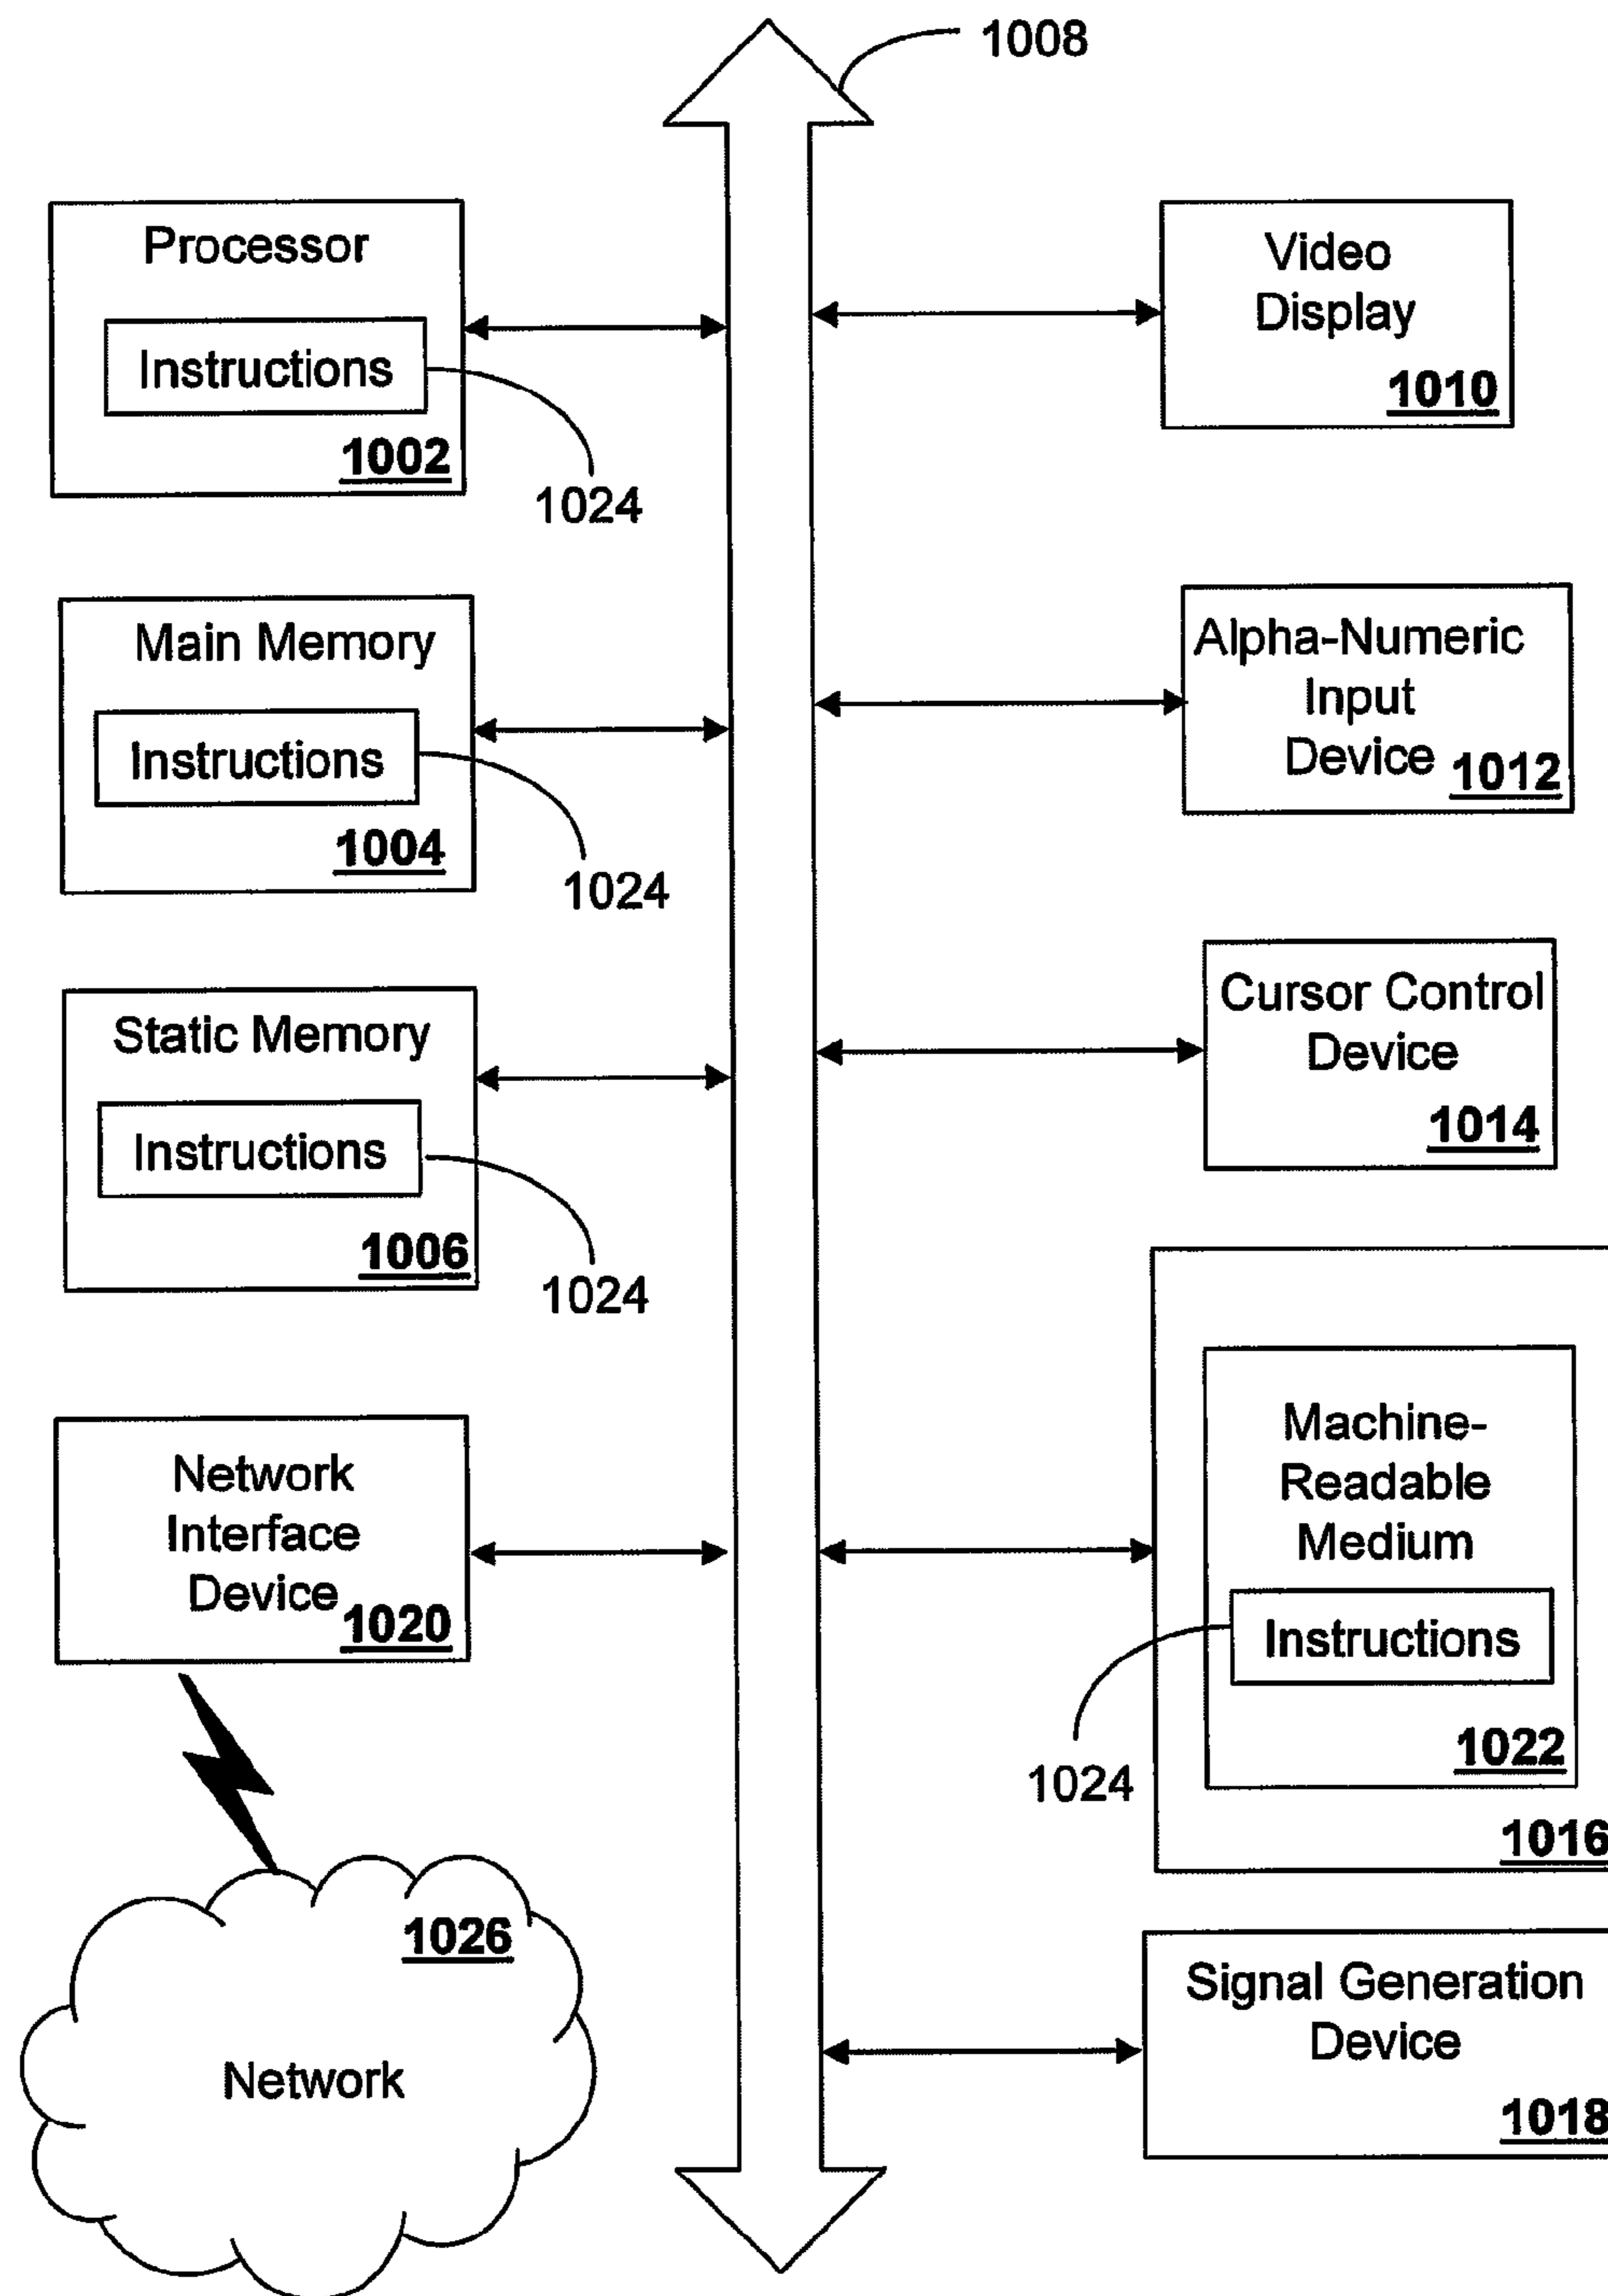 1008
Processor
Instructions
1002
1024
Main Memory
Instructions
1004
1024
Static Memory
Instructions
1006
1024
Network
Interface
Device
1020
1026
Network
Video
Display
1010
Alpha-Numeric
Input
Device
1012
Cursor Control
Device
1014
Machine-
Readable
Medium
Instructions
1022
1024
1016
Signal Generation
Device
1018